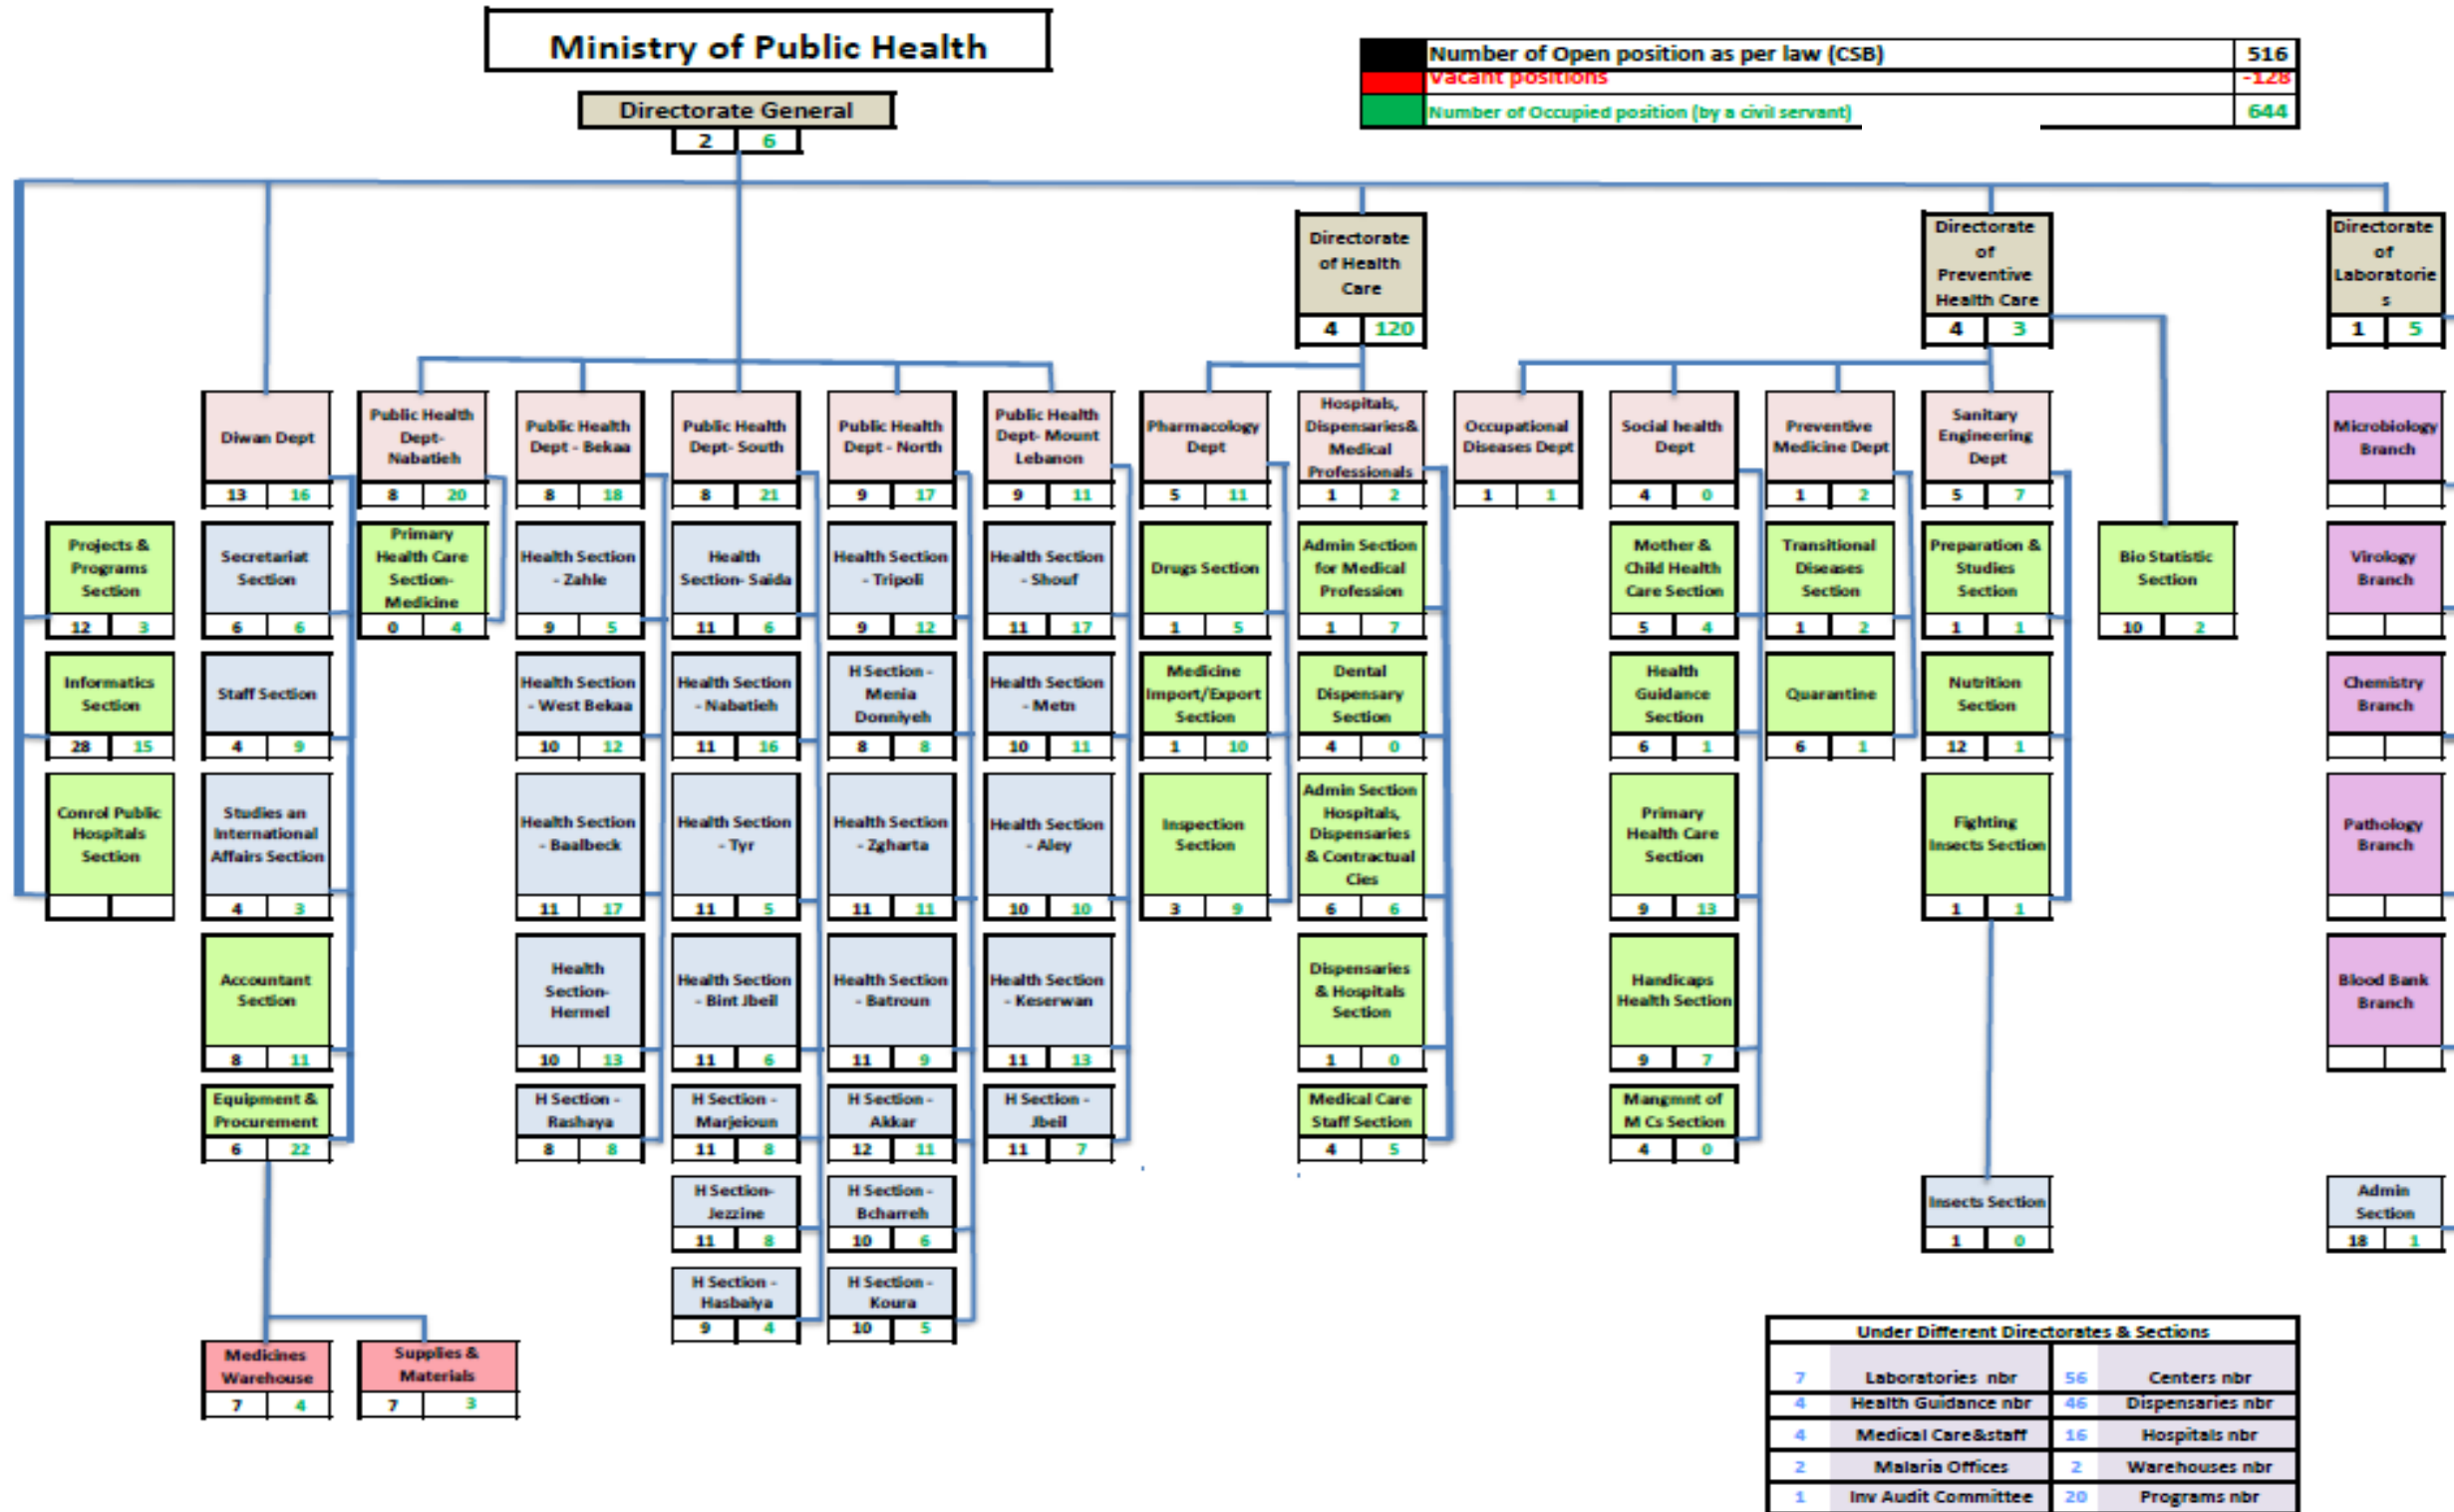 Ministry of Public Health
Number of Open position as per law (CSB) 516
Vacant positions -128
Number of Occupied position (by a civil servant) 644
Directorate General
2 6
Directorate
of Health
Care
4 120
Directorate
of
Preventive
Health Care
4 3
Directorate
of
Laboratorie
s
1 5
Diwan Dept
13 16
Public Health
Dept-
Nabatieh
8 20
Public Health
Dept - Bekaa
8 18
Public Health
Dept- South
8 21
Public Health
Dept - North
9 17
Public Health
Dept- Mount
Lebanon
9 11
Pharmacology
Dept
5 11
Hospitals,
Dispensaries&
Medical
Professionals
1 2
Occupational
Diseases Dept
1 1
Social health
Dept
4 0
Preventive
Medicine Dept
1 2
Sanitary
Engineering
Dept
5 7
Microbiology
Branch
Projects &
Programs
Section
12 3
Secretariat
Section
6 6
Primary
Health Care
Section-
Medicine
0 4
Health Section
- Zahle
9 5
Health
Section- Saida
11 6
Health Section
- Tripoli
9 12
Health Section
- Shouf
11 17
Drugs Section
1 5
Admin Section
for Medical
Profession
1 7
Mother &
Child Health
Care Section
5 4
Transitional
Diseases
Section
1 2
Preparation &
Studies
Section
1 1
Bio Statistic
Section
10 2
Virology
Branch
Informatics
Section
28 15
Staff Section
4 9
Health Section
- West Bekaa
10 12
Health Section
- Nabatieh
11 16
H Section -
Menia
Donniyeh
8 8
Health Section
- Metn
10 11
Medicine
Import/Export
Section
1 10
Dental
Dispensary
Section
4 0
Health
Guidance
Section
6 1
Quarantine
6 1
Nutrition
Section
12 1
Chemistry
Branch
Conrol Public
Hospitals
Section
Studies an
International
Affairs Section
4 3
Health Section
- Baalbeck
11 17
Health Section
- Tyr
11 5
Health Section
- Zgharta
11 11
Health Section
- Aley
10 10
Inspection
Section
3 9
Admin Section
Hospitals,
Dispensaries
& Contractual
Cies
6 6
Primary
Health Care
Section
9 13
Fighting
Insects Section
1 1
Pathology
Branch
Accountant
Section
8 11
Health
Section-
Hermel
10 13
Health Section
- Bint Jbeil
11 6
Health Section
- Batroun
11 9
Health Section
- Keserwan
11 13
Dispensaries
& Hospitals
Section
1 0
Handicaps
Health Section
9 7
Blood Bank
Branch
Equipment &
Procurement
6 22
H Section -
Rashaya
8 8
H Section -
Marjeioun
11 8
H Section -
Akkar
12 11
H Section -
Jbeil
11 7
Medical Care
Staff Section
4 5
Mangmnt of
M Cs Section
4 0
H Section-
Jezzine
11 8
H Section -
Bcharreh
10 6
Insects Section
1 0
Admin
Section
18 1
H Section -
Hasbaiya
9 4
H Section -
Koura
10 5
Medicines
Warehouse
7 4
Supplies &
Materials
7 3
Under Different Directorates & Sections
7 Laboratories nbr 56 Centers nbr
4 Health Guidance nbr 46 Dispensaries nbr
4 Medical Care&staff 16 Hospitals nbr
2 Malaria Offices 2 Warehouses nbr
1 Inv Audit Committee 20 Programs nbr